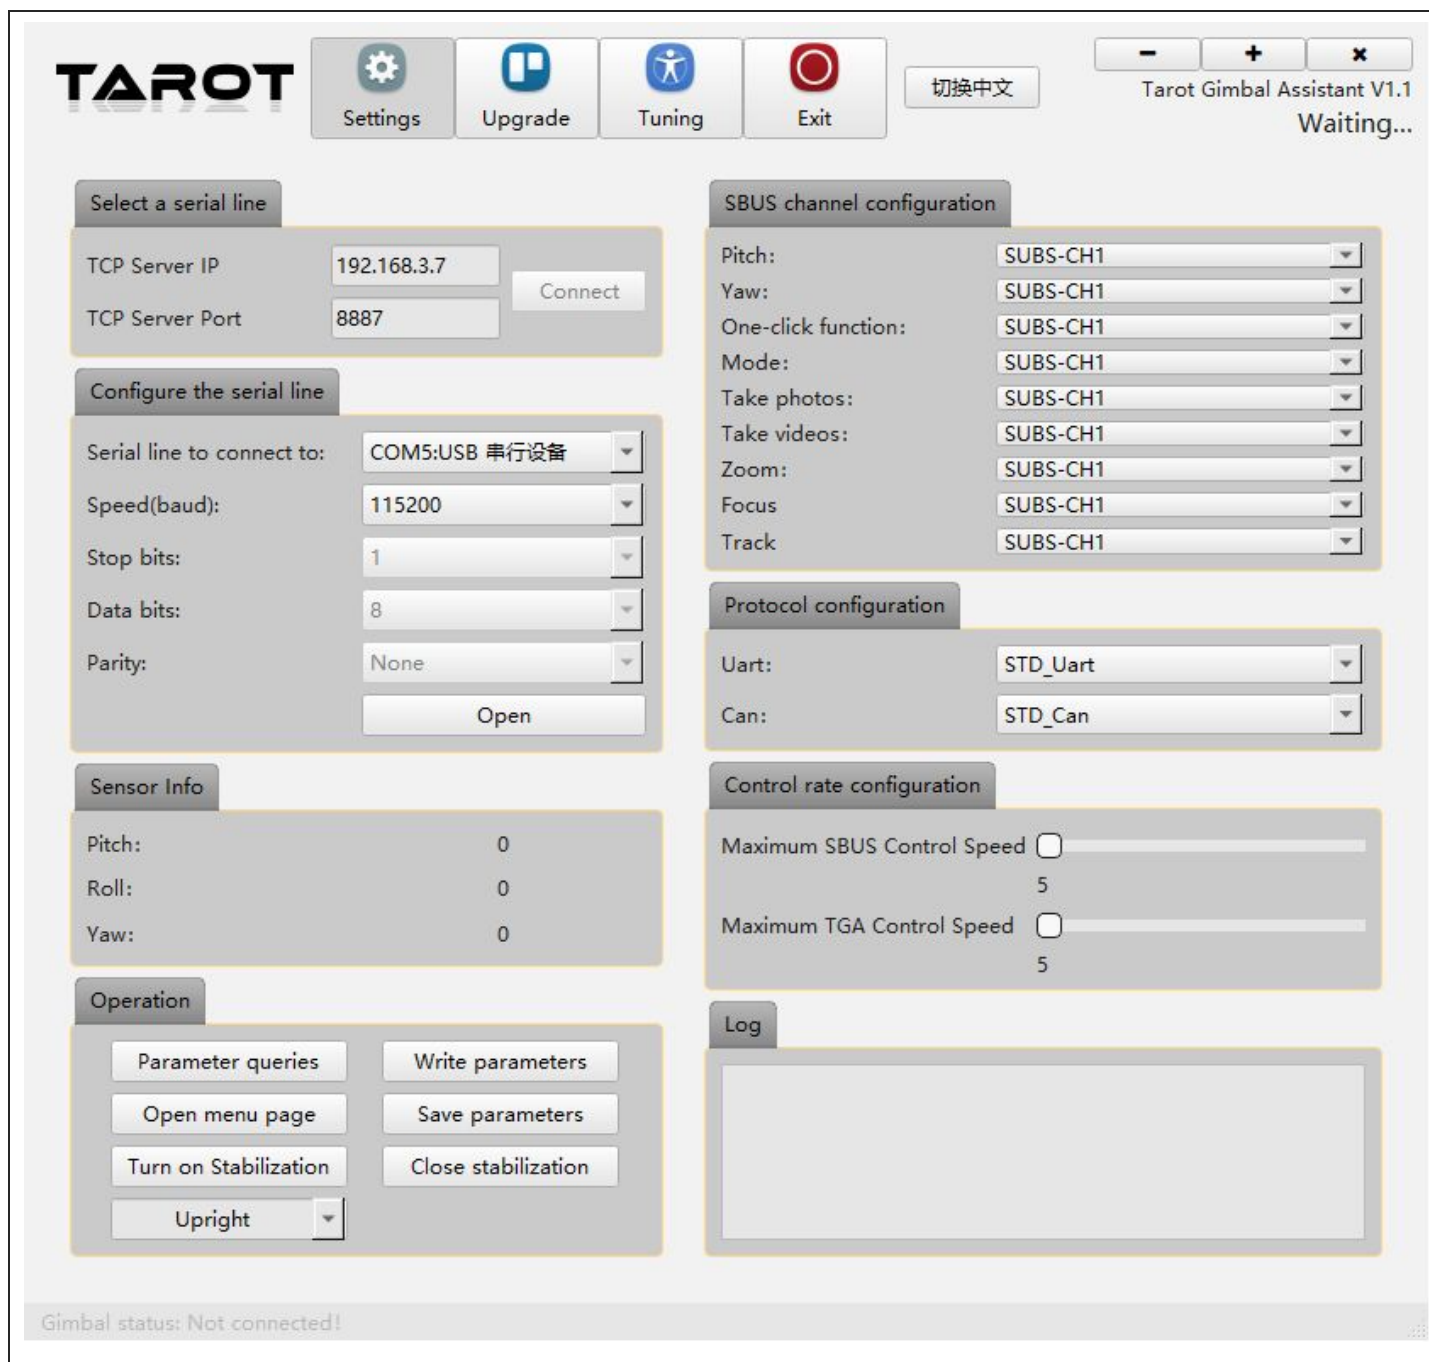 TAROT
Settings
Upgrade
Tuning
Exit
切换中文
Tarot Gimbal Assistant V1.1
Waiting...
Select a serial line
TCP Server IP 192.168.3.7
Connect
TCP Server Port 8887
Configure the serial line
Serial line to connect to: COM5:USB 串行设备
Speed(baud): 115200
Stop bits: 1
Data bits: 8
Parity: None
Open
Sensor Info
Pitch: 0
Roll: 0
Yaw: 0
Operation
Parameter queries Write parameters
Open menu page Save parameters
Turn on Stabilization Close stabilization
Upright
SBUS channel configuration
Pitch: SUBS-CH1
Yaw: SUBS-CH1
One-click function: SUBS-CH1
Mode: SUBS-CH1
Take photos: SUBS-CH1
Take videos: SUBS-CH1
Zoom: SUBS-CH1
Focus SUBS-CH1
Track SUBS-CH1
Protocol configuration
Uart: STD_Uart
Can: STD_Can
Control rate configuration
Maximum SBUS Control Speed
5
Maximum TGA Control Speed
5
Log
Gimbal status: Not connected!